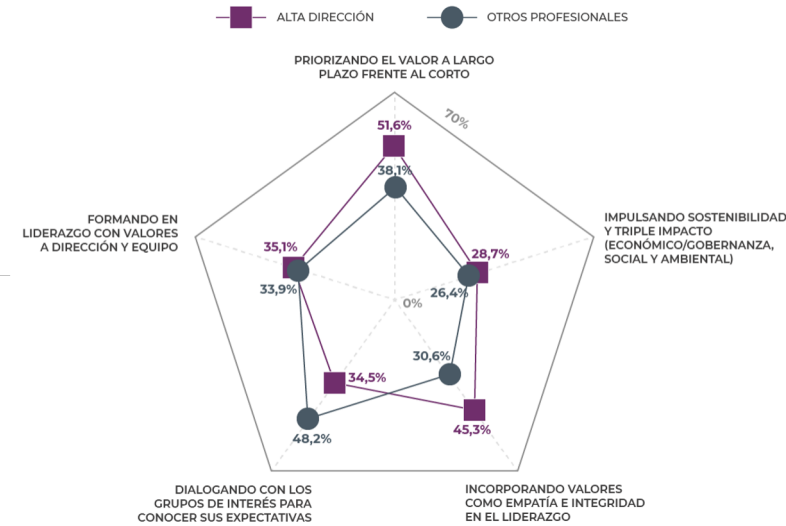 ALTA DIRECCIÓN
OTROS PROFESIONALES
PRIORIZANDO EL VALOR A LARGO
PLAZO FRENTE AL CORTO
70%
51,6%
38,1%
FORMANDO EN
LIDERAZGO CON VALORES
A DIRECCIÓN Y EQUIPO
IMPULSANDO SOSTENIBILIDAD
Y TRIPLE IMPACTO
(ECONÓMICO/GOBERNANZA,
SOCIAL Y AMBIENTAL)
35,1%
28,7%
33,9%
26,4%
0%
30,6%
34,5%
45,3%
48,2%
DIALOGANDO CON LOS
GRUPOS DE INTERÉS PARA
CONOCER SUS EXPECTATIVAS
INCORPORANDO VALORES
COMO EMPATÍA E INTEGRIDAD
EN EL LIDERAZGO